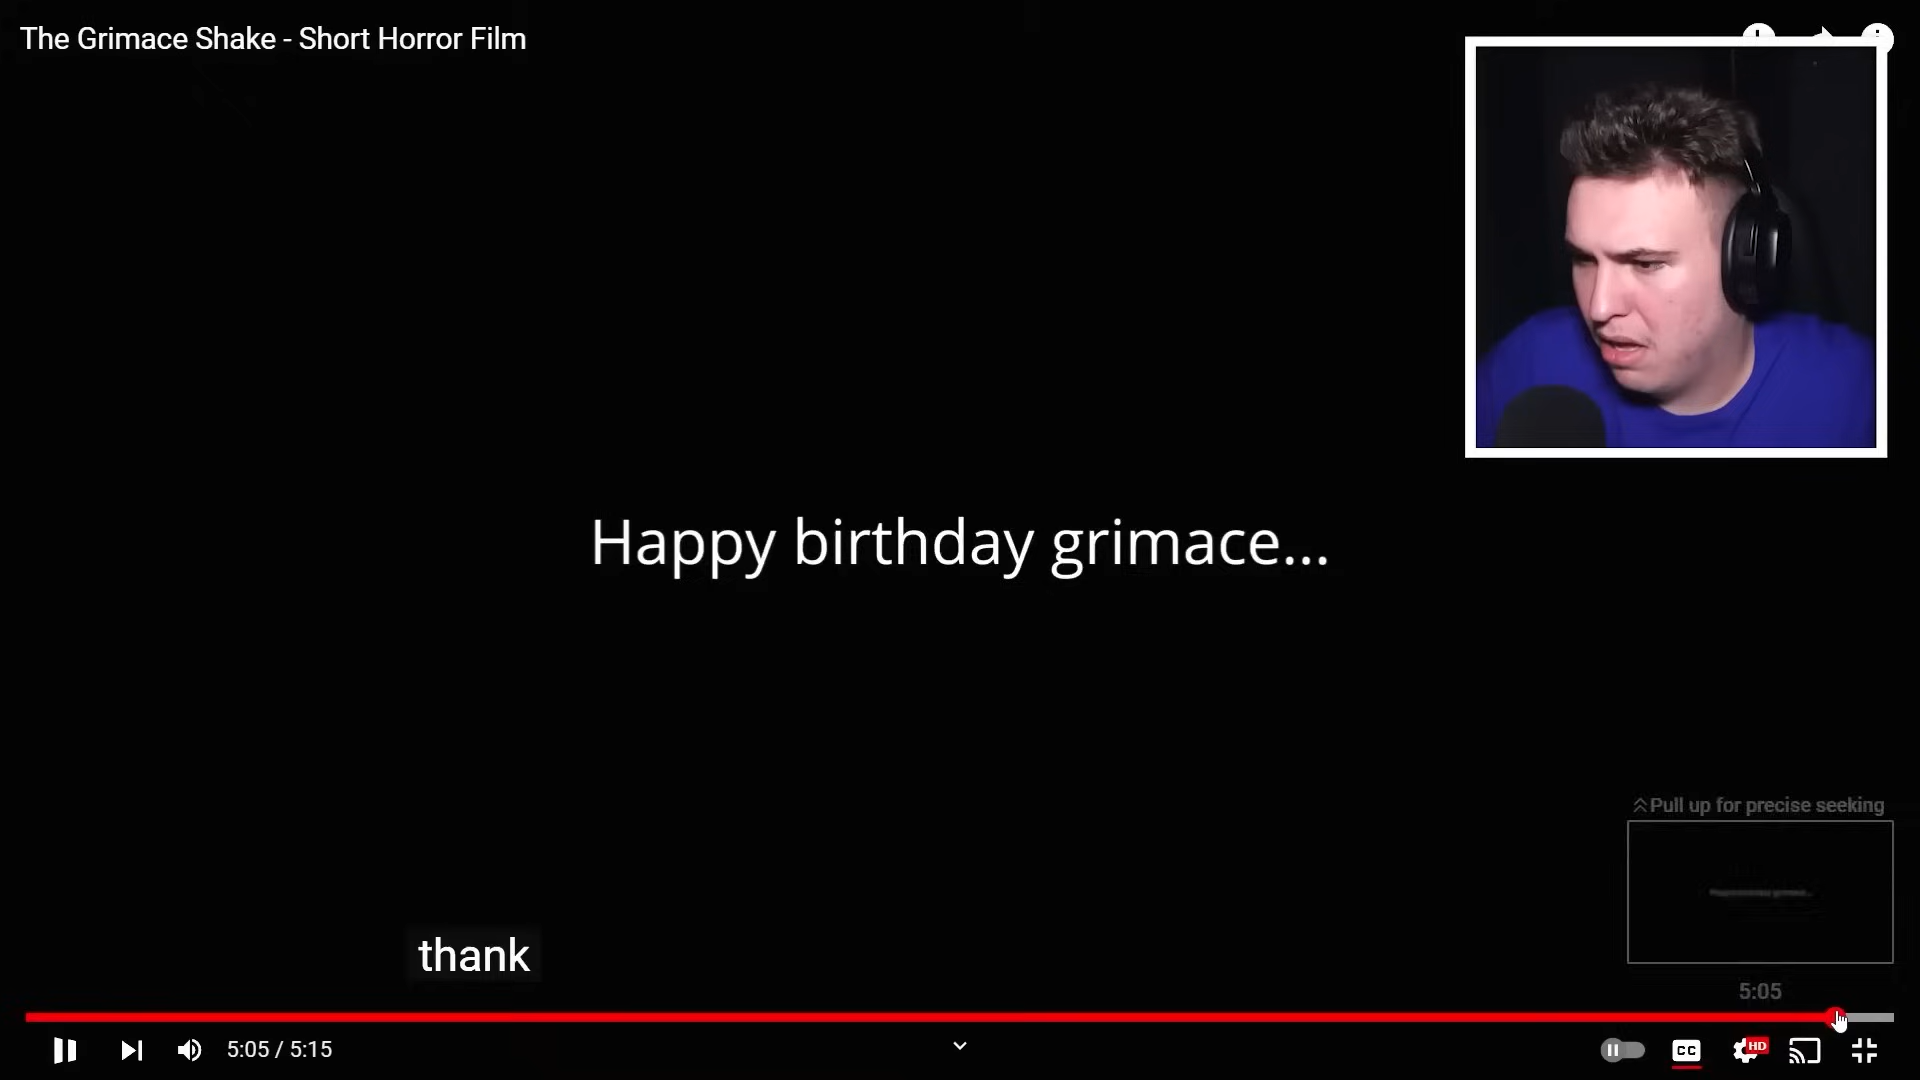 The Grimace Shake - Short Horror Film
Happy birthday grimace...
Pull up for precise seeking
thank
5:05
5:05 / 5:15
CC
HD